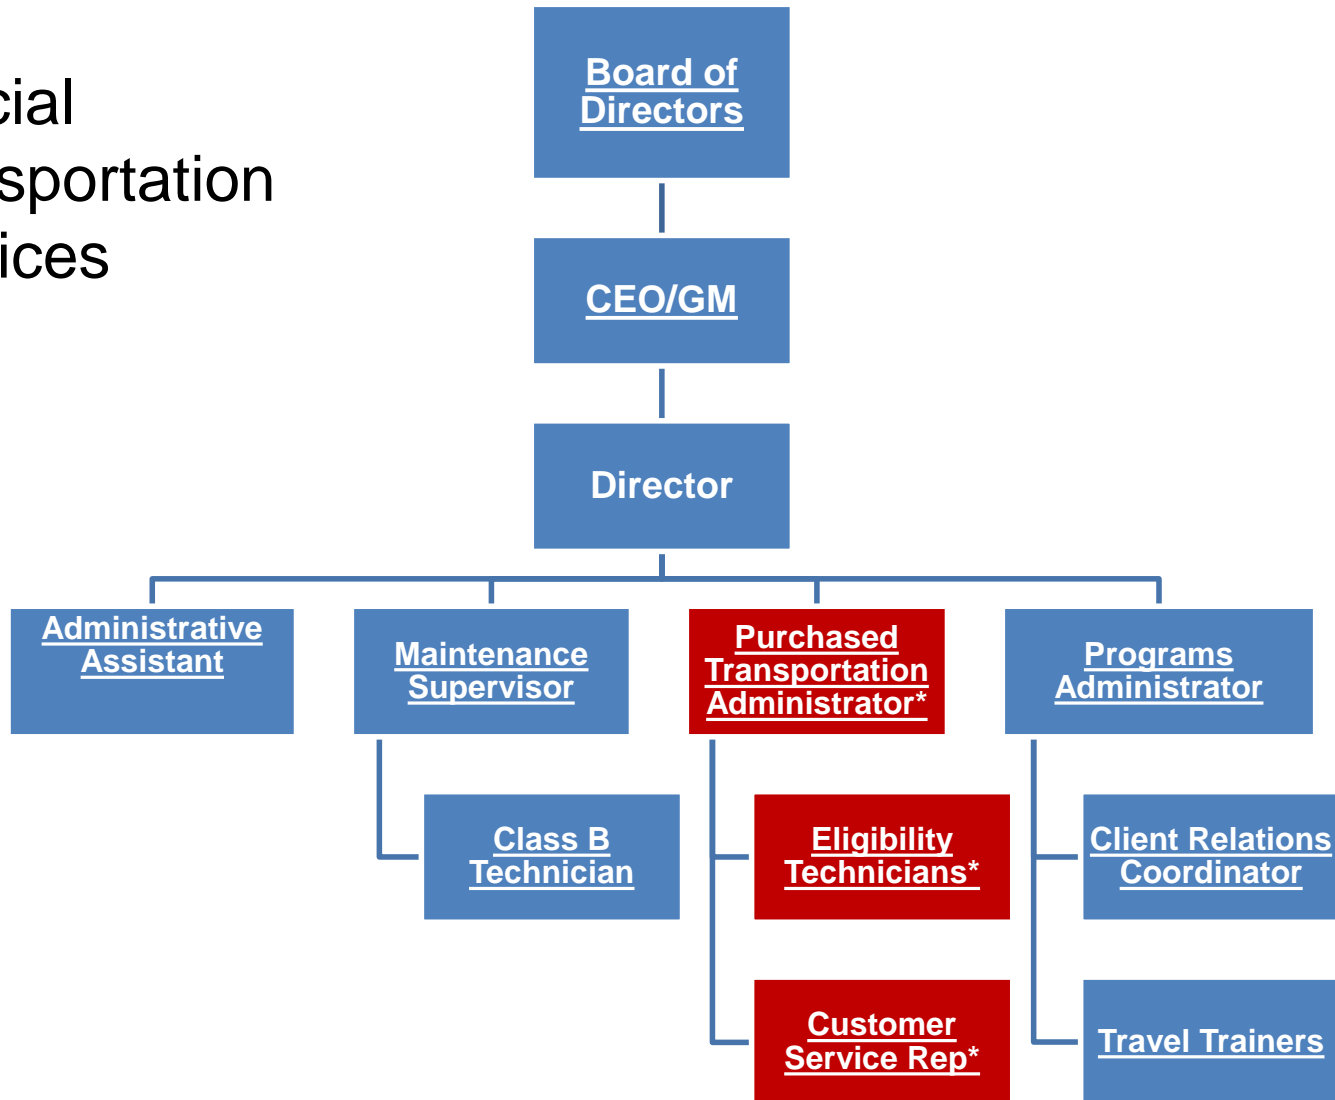 cial
sportation
ices
Board of
Directors
CEO/GM
Director
Administrative
Assistant
Maintenance
Supervisor
Purchased
Transportation
Administrator*
Programs
Administrator
Class B
Technician
Eligibility
Technicians*
Client Relations
Coordinator
Customer
Service Rep*
Travel Trainers